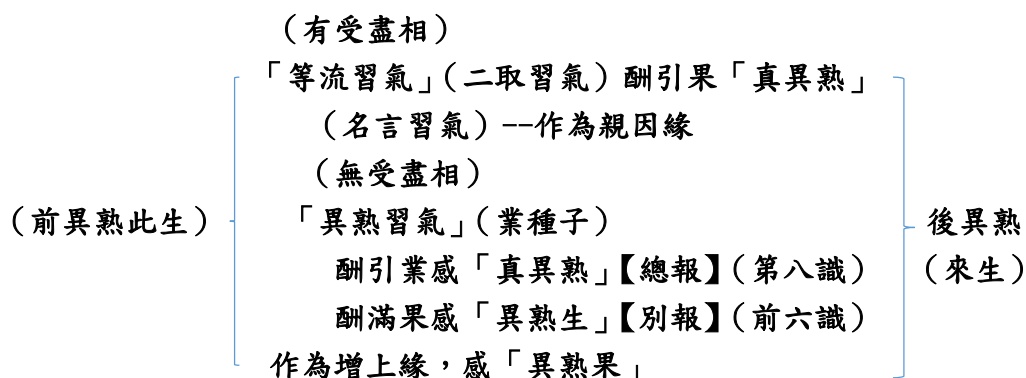 （有受盡相）
「等流習氣」（二取習氣）酬引果「真異熟」
（名言習氣）--作為親因緣
（無受盡相）
（前異熟此生）
「異熟習氣」（業種子）
後異熟
酬引業感「真異熟」【總報】（第八識）
（來生）
酬滿果感「異熟生」【別報】（前六識）
作為增上緣，感「異熟果」